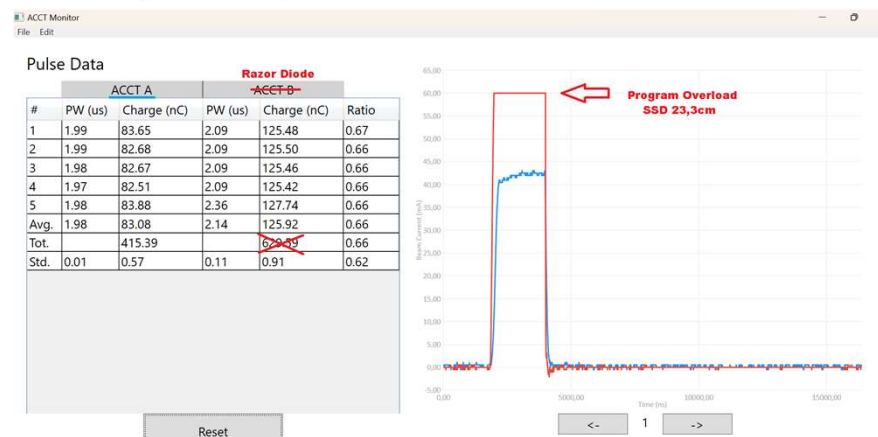 ACCT Monitor
File Edit
Pulse Data
Razor Diode
ACCT A ACCT B
# PW (us) Charge (nC) PW (us) Charge (nC) Ratio
1 1.99 83.65 2.09 125.48 0.67
2 1.99 82.68 2.09 125.50 0.66
3 1.98 82.67 2.09 125.46 0.66
4 1.97 82.51 2.09 125.42 0.66
5 1.98 83.88 2.36 127.74 0.66
Avg. 1.98 83.08 2.14 125.92 0.66
Tot. 415.39 629.59 0.66
Std. 0.01 0.57 0.11 0.91 0.62
Reset
65,00
60,00
55,00
50,00
45,00
40,00
35,00
30,00
25,00
20,00
15,00
10,00
5,00
0,00
-5,00
Beam Current (mA)
Program Overload
SSD 23,3cm
0,00 5000,00 10000,00 15000,00
Time (ns)
<- 1 ->